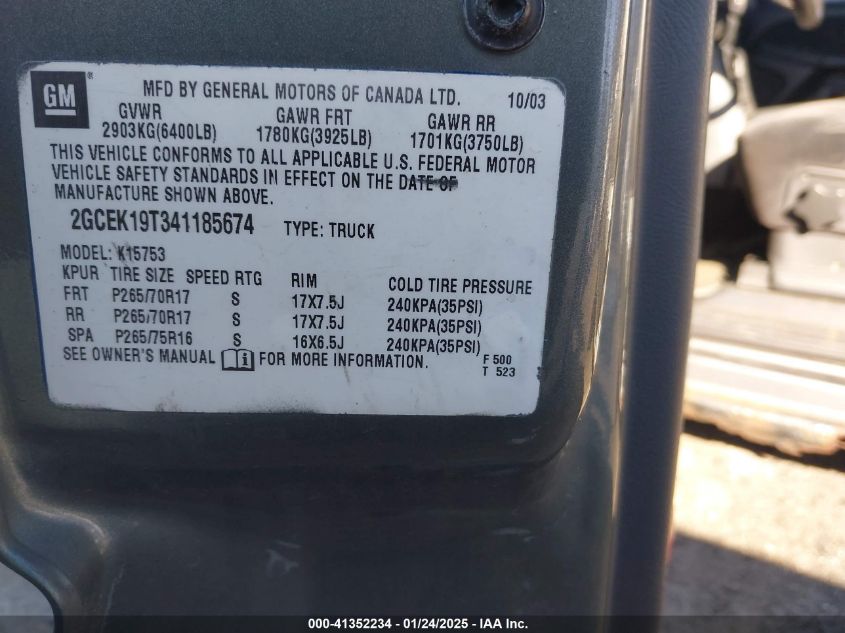 GM ®
MFD BY GENERAL MOTORS OF CANADA LTD. 10/03
GVWR GAWR FRT GAWR RR
2903KG(6400LB) 1780KG(3925LB) 1701KG(3750LB)
THIS VEHICLE CONFORMS TO ALL APPLICABLE U.S. FEDERAL MOTOR
VEHICLE SAFETY STANDARDS IN EFFECT ON THE DATE OF
MANUFACTURE SHOWN ABOVE.
2GCEK19T341185674 TYPE: TRUCK
MODEL: K15753
KPUR TIRE SIZE SPEED RTG RIM COLD TIRE PRESSURE
FRT P265/70R17 S 17X7.5J 240KPA(35PSI)
RR P265/70R17 S 17X7.5J 240KPA(35PSI)
SPA P265/75R16 S 16X6.5J 240KPA(35PSI)
SEE OWNER'S MANUAL FOR MORE INFORMATION. F 500
T 523
000-41352234 - 01/24/2025 - IAA Inc.